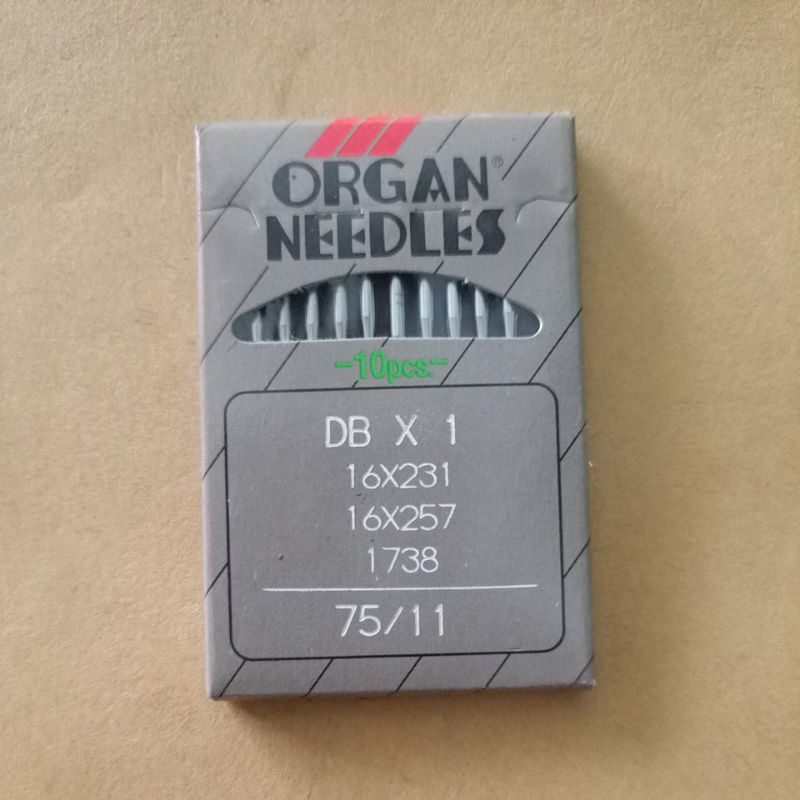 ORGAN®
NEEDLES
-10pcs.-
DB X 1
16X231
16X257
1738
75/11